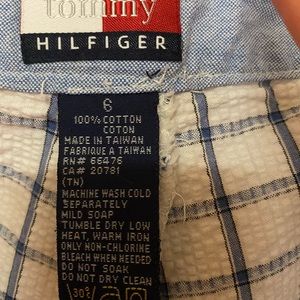 tommy
HILFIGER
6
100% COTTON
COTON
MADE IN TAIWAN
FABRIQUE A TAIWAN
RN# 66476
CA# 20781
(TN)
MACHINE WASH COLD
SEPARATELY
MILD SOAP
TUMBLE DRY LOW
HEAT, WARM IRON
ONLY NON-CHLORINE
BLEACH WHEN NEEDED
DO NOT SOAK
DO NOT DRY CLEAN
30°